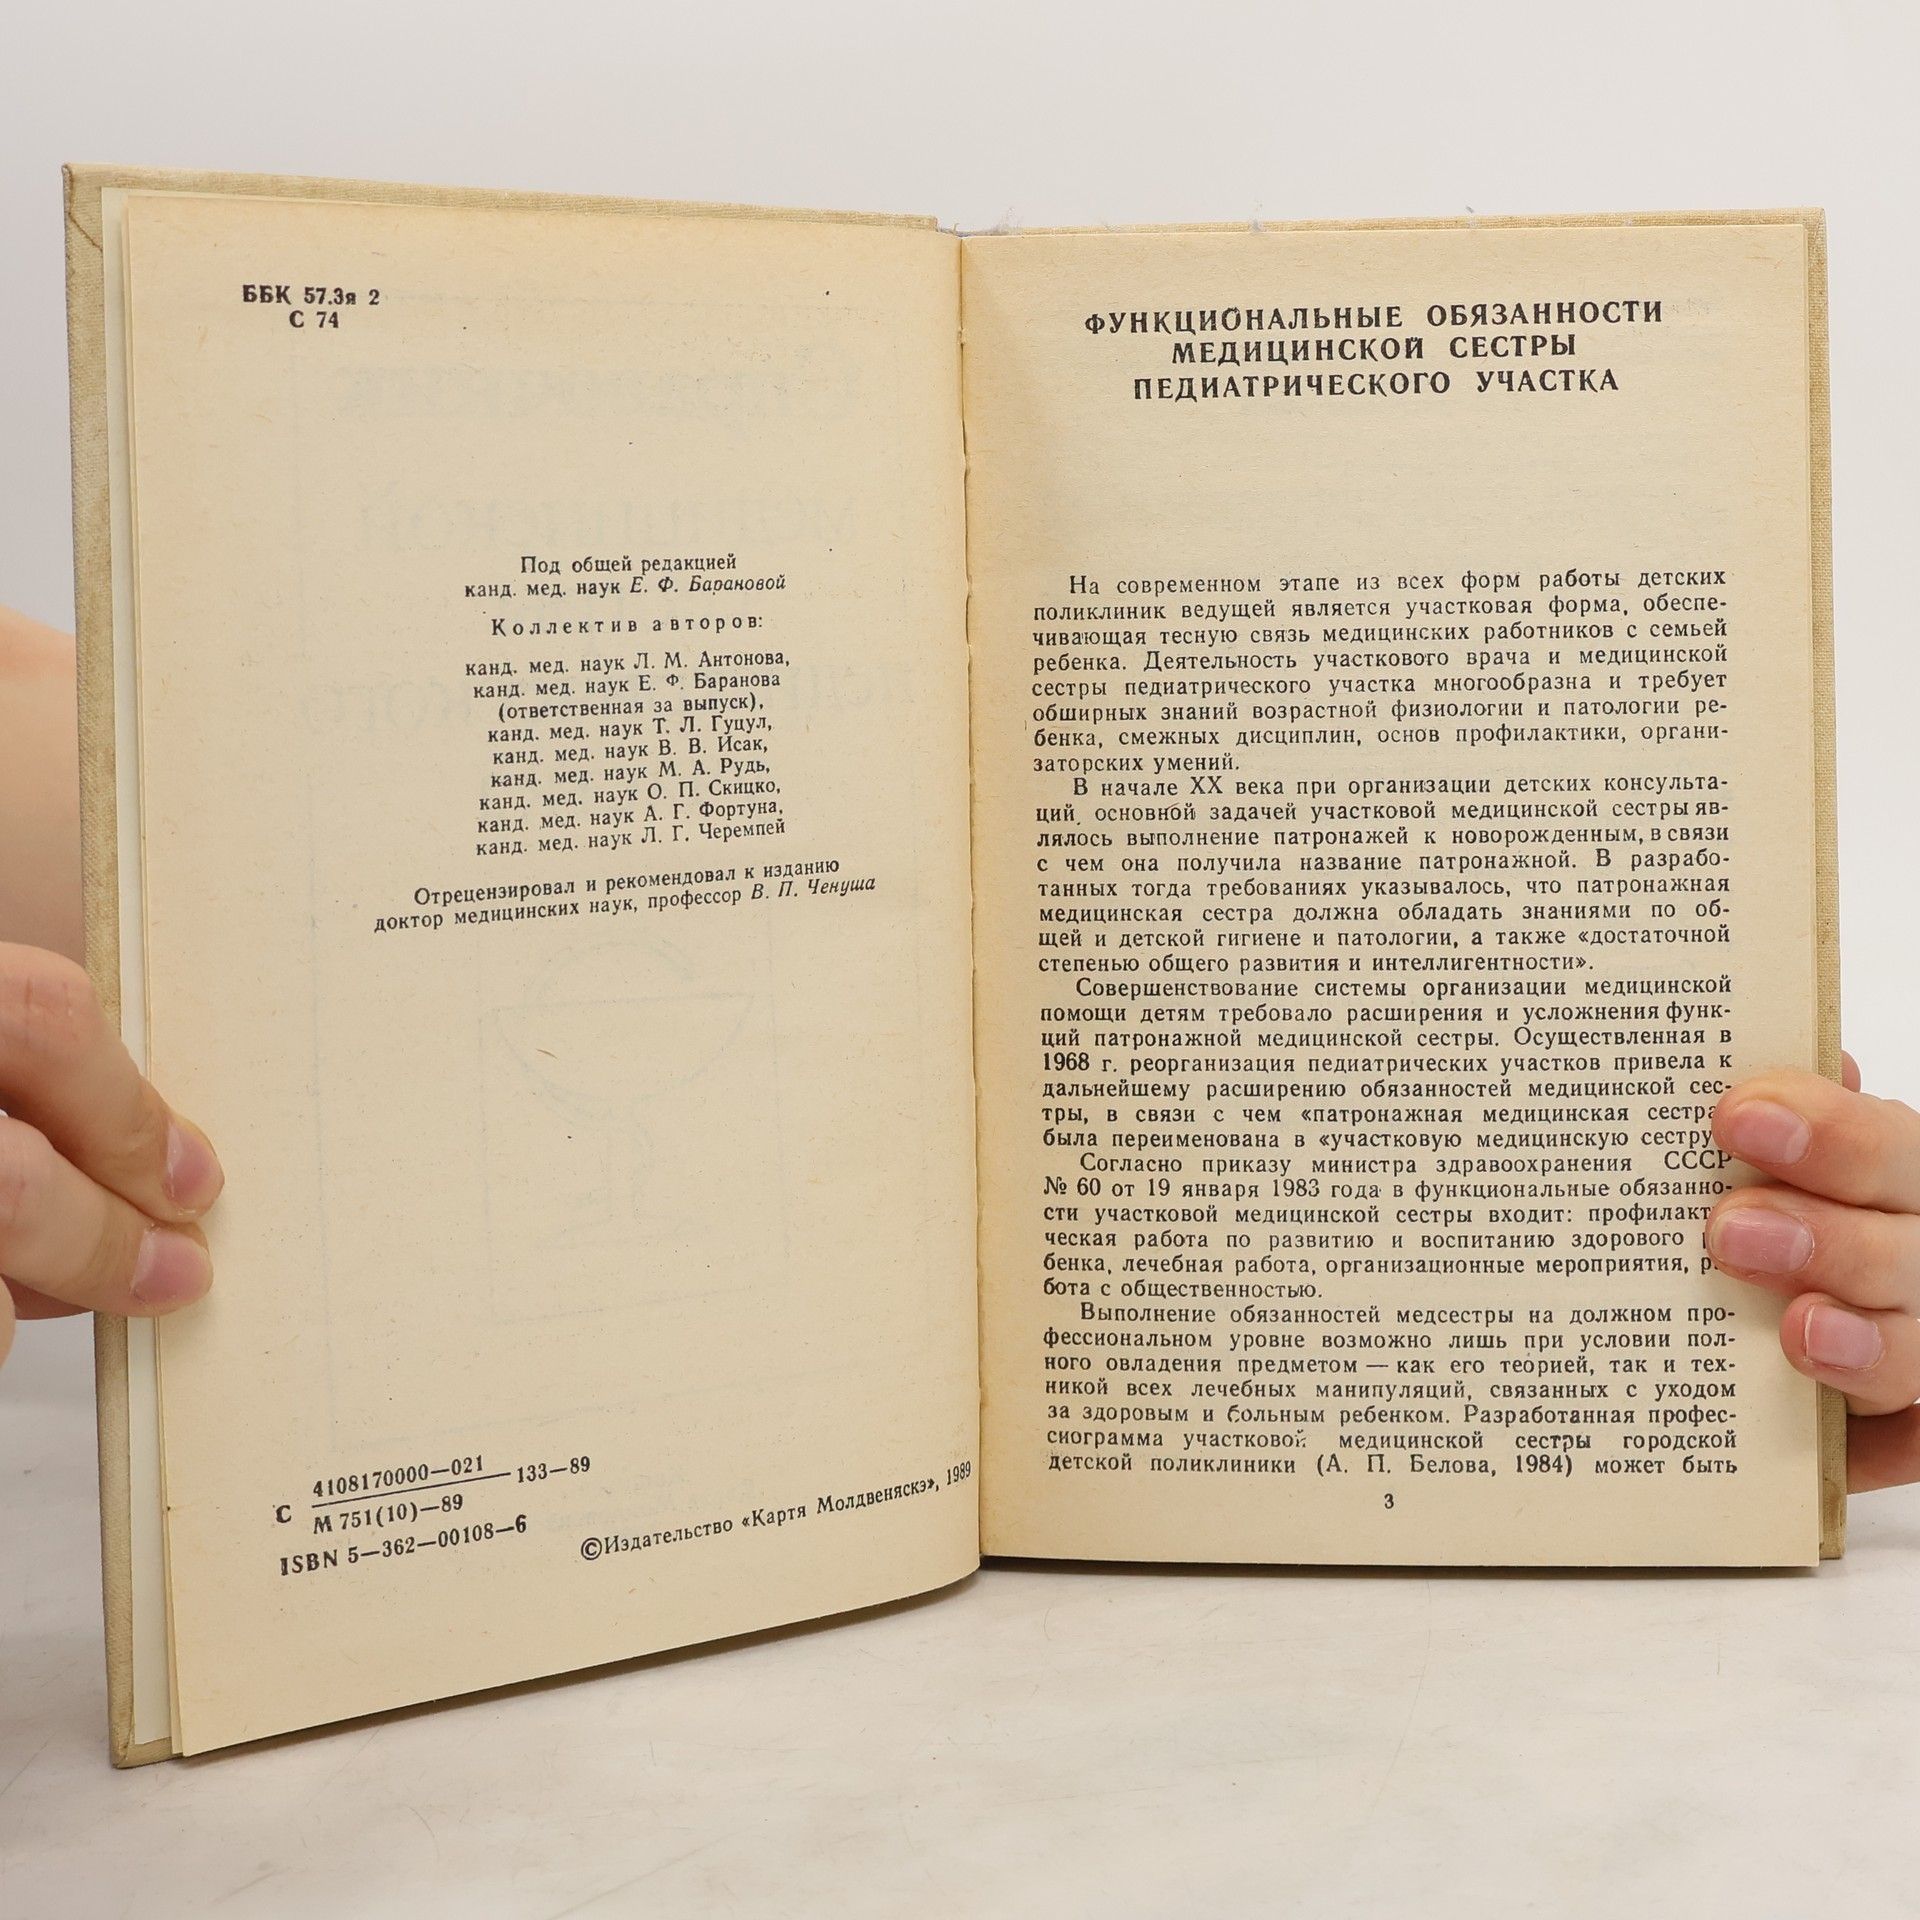 ББК 57.3я 2
С 74
Под общей редакцией
канд. мед. наук Е. Ф. Барановой
Коллектив авторов:
канд. мед. наук Л. М. Антонова,
канд. мед. наук Е. Ф. Баранова
(ответственная за выпуск),
канд. мед. наук Т. Л. Гуцул,
канд. мед. наук В. В. Исак,
канд. мед. наук М. А. Рудь,
канд. мед. наук О. П. Скицко,
канд. мед. наук А. Г. Фортуна,
канд. мед. наук Л. Г. Черемпей
Отрецензировал и рекомендовал к изданию
доктор медицинских наук, профессор В. П. Ченуша
С 4108170000—021 133—89
М 751(10)—89
ISBN 5—362—00108—6
©Издательство «Картя Молдвеняскэ», 1989
ФУНКЦИОНАЛЬНЫЕ ОБЯЗАННОСТИ
МЕДИЦИНСКОЙ СЕСТРЫ
ПЕДИАТРИЧЕСКОГО УЧАСТКА
На современном этапе из всех форм работы детских
поликлиник ведущей является участковая форма, обеспе-
чивающая тесную связь медицинских работников с семьей
ребенка. Деятельность участкового врача и медицинской
сестры педиатрического участка многообразна и требует
обширных знаний возрастной физиологии и патологии ре-
бенка, смежных дисциплин, основ профилактики, органи-
заторских умений.
В начале XX века при организации детских консульта-
ций основной задачей участковой медицинской сестры яв-
лялось выполнение патронажей к новорожденным, в связи
с чем она получила название патронажной. В разрабо-
танных тогда требованиях указывалось, что патронажная
медицинская сестра должна обладать знаниями по об-
щей и детской гигиене и патологии, а также «достаточной
степенью общего развития и интеллигентности».
Совершенствование системы организации медицинской
помощи детям требовало расширения и усложнения функ-
ций патронажной медицинской сестры. Осуществленная в
1968 г. реорганизация педиатрических участков привела к
дальнейшему расширению обязанностей медицинской сес-
тры, в связи с чем «патронажная медицинская сестра
была переименована в «участковую медицинскую сестру
Согласно приказу министра здравоохранения СССР
№ 60 от 19 января 1983 года в функциональные обязанно-
сти участковой медицинской сестры входит: профилакт
ческая работа по развитию и воспитанию здорового
бенка, лечебная работа, организационные мероприятия, р
бота с общественностью.
Выполнение обязанностей медсестры на должном про-
фессиональном уровне возможно лишь при условии пол-
ного овладения предметом — как его теорией, так и тех-
никой всех лечебных манипуляций, связанных с уходом
за здоровым и больным ребенком. Разработанная профес-
сиограмма участковой медицинской сестры городской
детской поликлиники (А. П. Белова, 1984) может быть
3